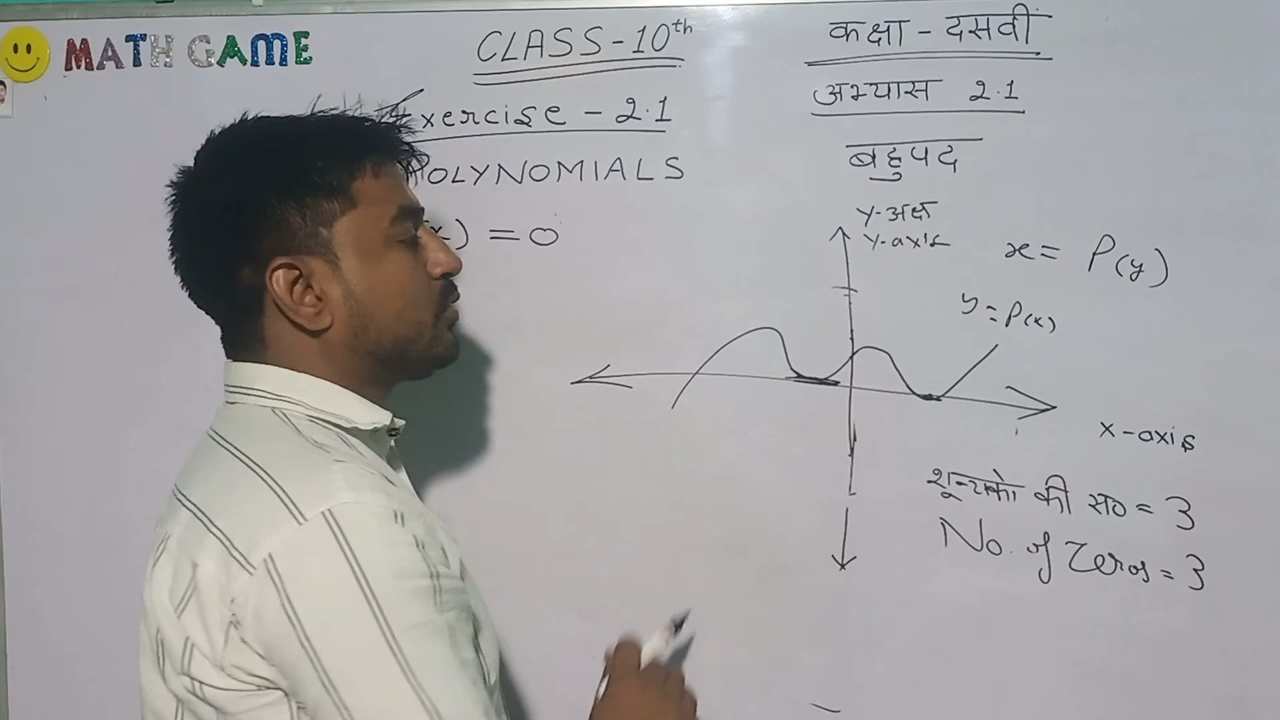 MATH GAME
CLASS-10th
Exercise - 2.1
POLYNOMIALS
(x) = 0
कक्षा - दसवीं
अभ्यास 2.1
बहुपद
Y-अक्ष
Y-axis
x = P(y)
y = P(x)
X-axis
शून्यको की स० = 3
No. of Zeros = 3